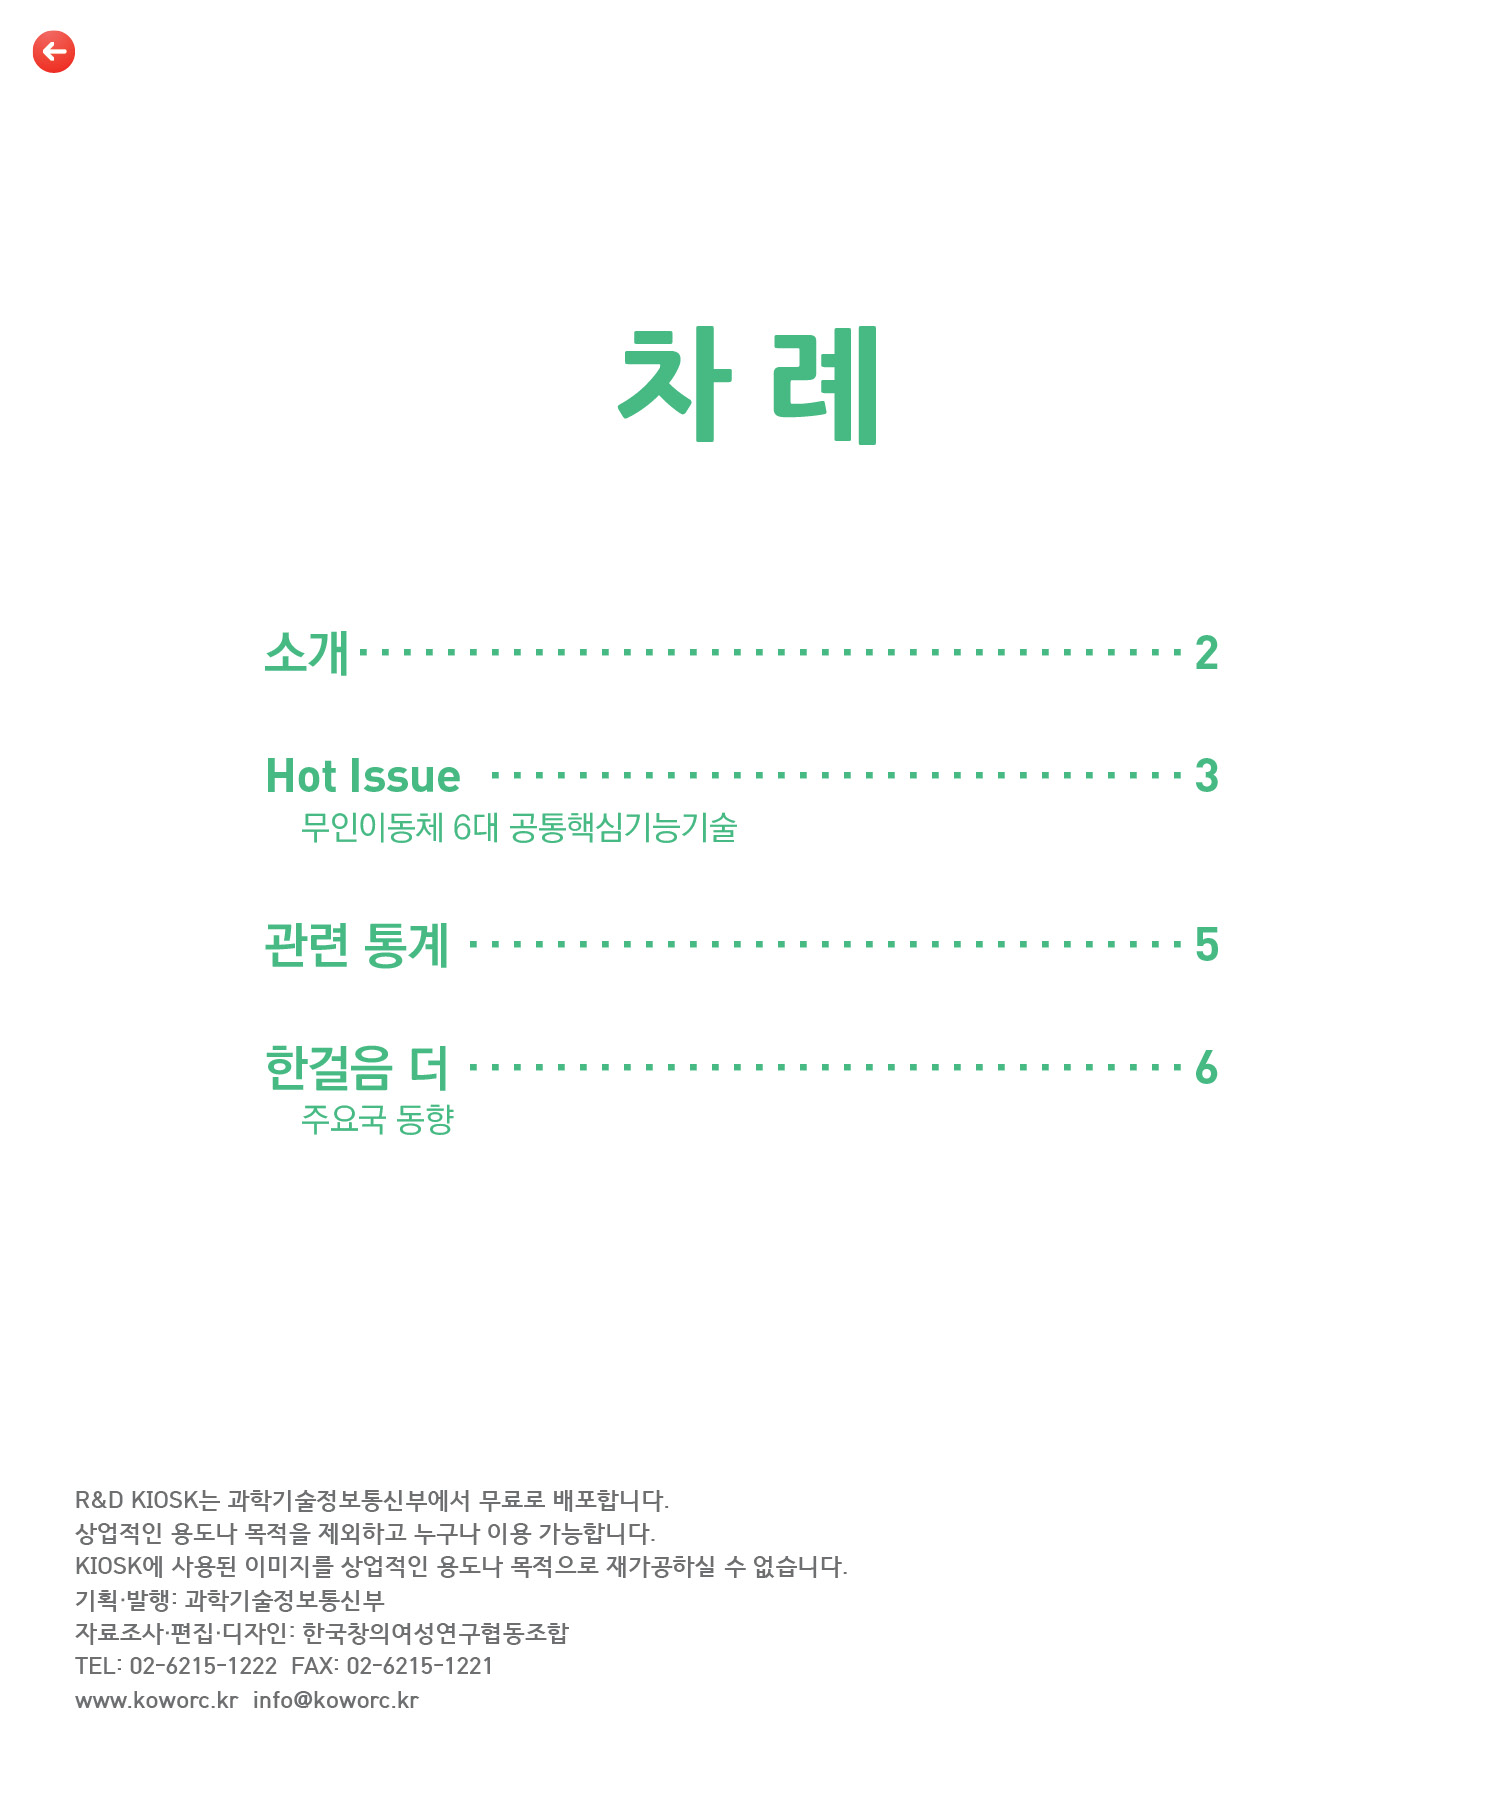 차 례
소개 ······································ 2
Hot Issue ································ 3
무인이동체 6대 공통핵심기능기술
관련 통계 ································· 5
한걸음 더 ································· 6
주요국 동향
R&D KIOSK는 과학기술정보통신부에서 무료로 배포합니다.
상업적인 용도나 목적을 제외하고 누구나 이용 가능합니다.
KIOSK에 사용된 이미지를 상업적인 용도나 목적으로 재가공하실 수 없습니다.
기획·발행: 과학기술정보통신부
자료조사·편집·디자인: 한국창의여성연구협동조합
TEL: 02-6215-1222 FAX: 02-6215-1221
www.koworc.kr info@koworc.kr